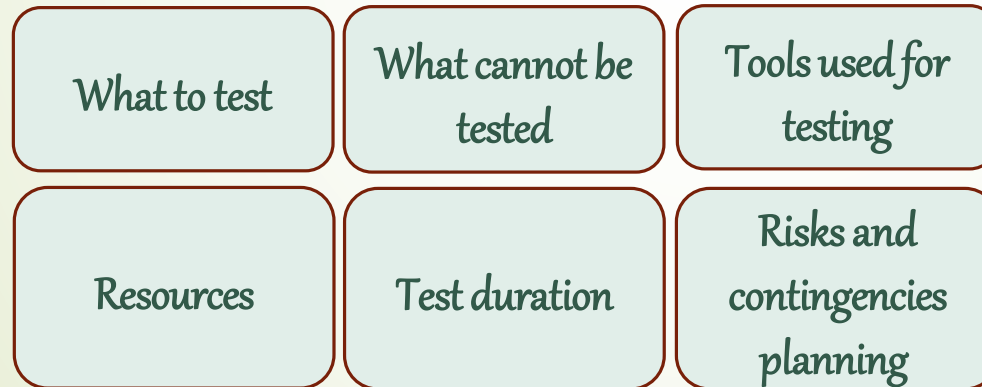 What to test
What cannot be
tested
Tools used for
testing
Resources
Test duration
Risks and
contingencies
planning